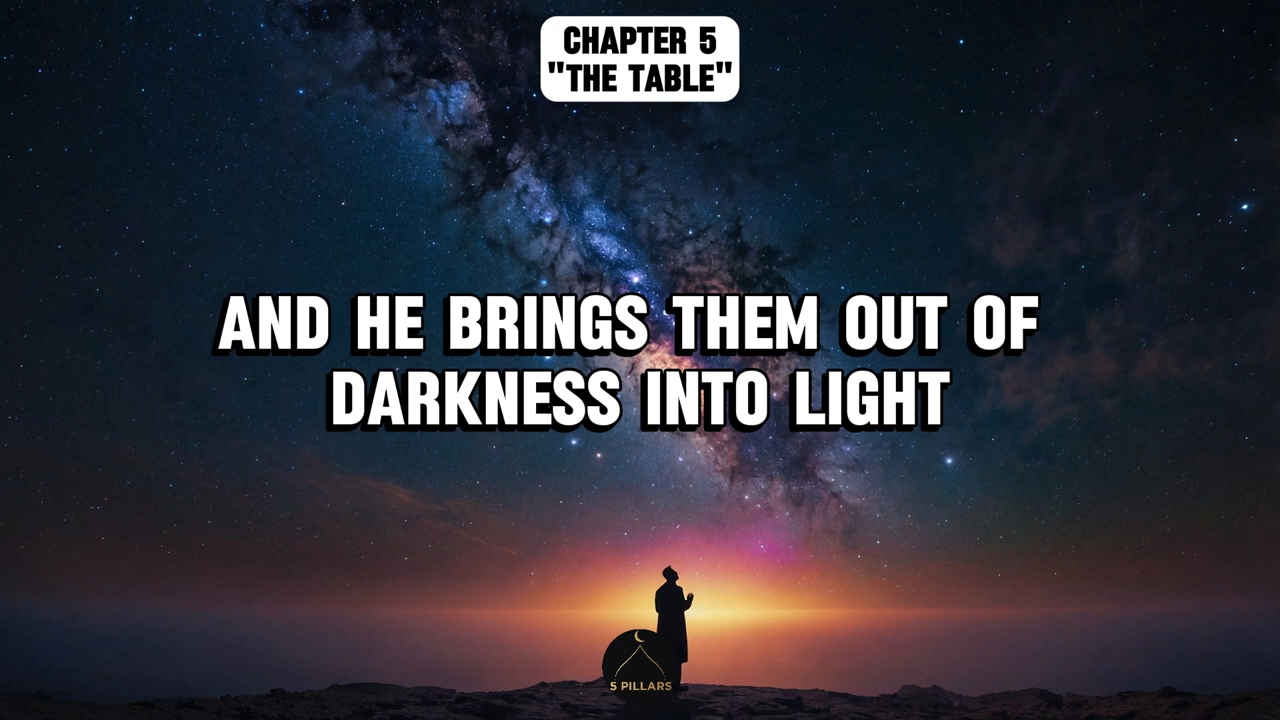 CHAPTER 5
"THE TABLE"
AND HE BRINGS THEM OUT OF
DARKNESS INTO LIGHT
5 PILLARS